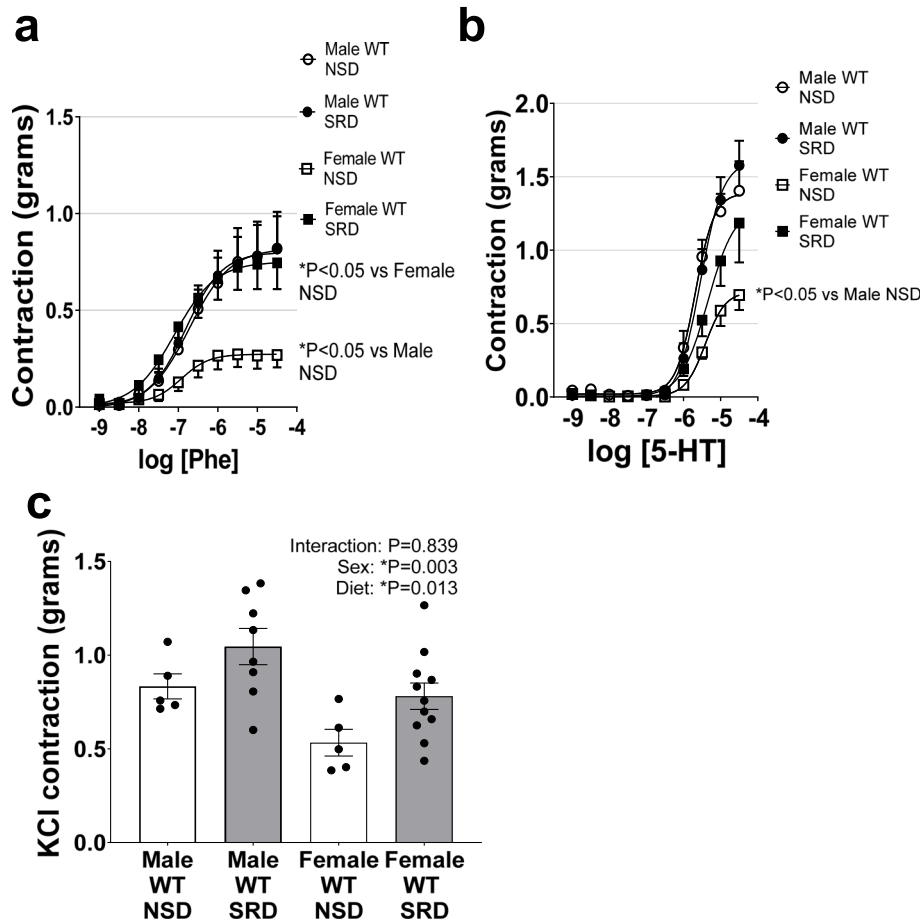 a
Male WT
NSD
Male WT
SRD
Female WT
NSD
Female WT
SRD
*P<0.05 vs Female
NSD
*P<0.05 vs Male
NSD
Contraction (grams)
1.5
1.0
0.5
0.0
-9 -8 -7 -6 -5 -4
log [Phe]
b
Male WT
NSD
Male WT
SRD
Female WT
NSD
Female WT
SRD
*P<0.05 vs Male NSD
Contraction (grams)
2.0
1.5
1.0
0.5
0.0
-9 -8 -7 -6 -5 -4
log [5-HT]
c
Interaction: P=0.839
Sex: *P=0.003
Diet: *P=0.013
KCl contraction (grams)
1.5
1.0
0.5
0.0
Male Male Female Female
WT WT WT WT
NSD SRD NSD SRD